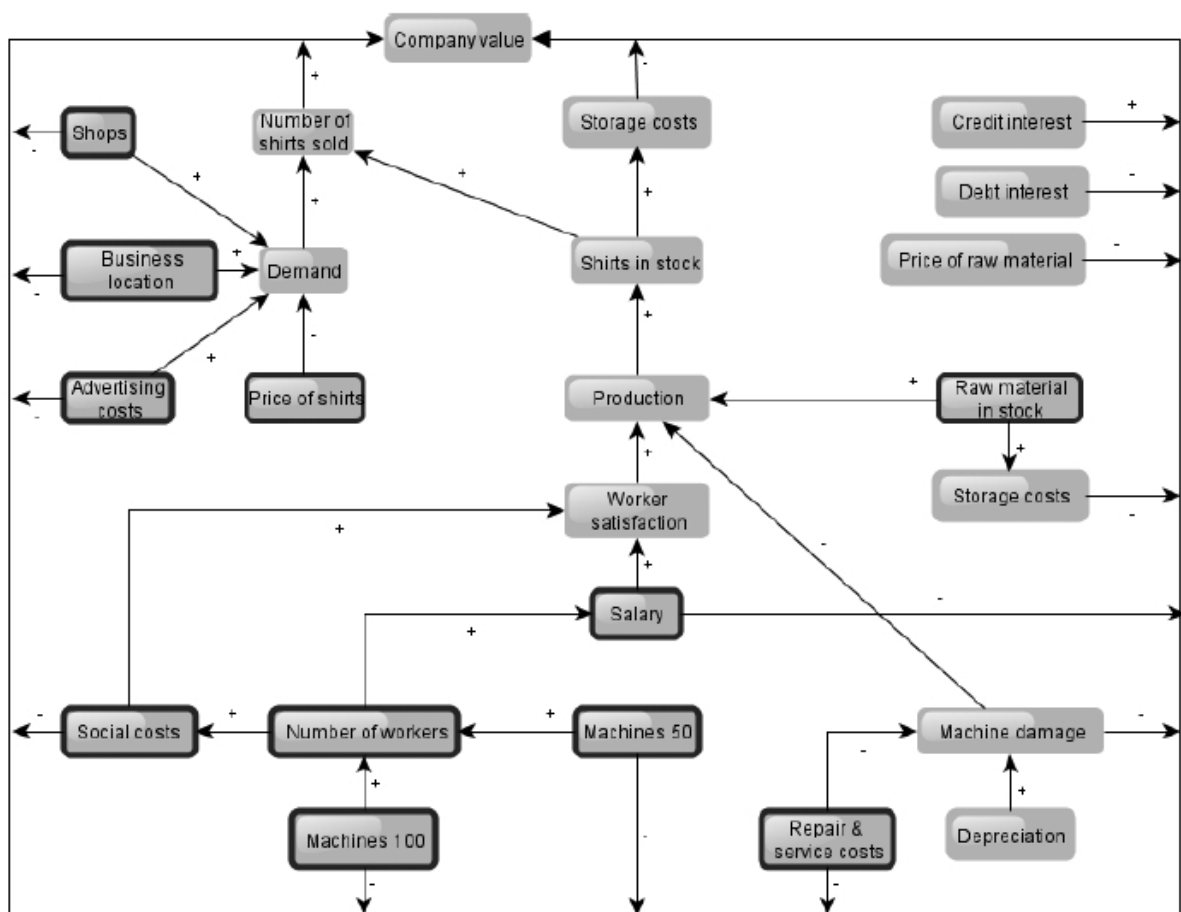 Company value
+
-
Number of
shirts sold
Storage costs
Credit interest
+
Shops
-
+
+
+
+
Debt interest
-
Business
location
+
-
Demand
Shirts in stock
Price of raw material
-
+
-
+
Advertising
costs
-
Price of shirts
Production
+
Raw material
in stock
+
+
Worker
satisfaction
Storage costs
-
+
-
+
Salary
-
+
-
Social costs
+
Number of workers
+
Machines 50
-
Machine damage
-
+
+
Machines 100
-
-
Repair &
service costs
-
Depreciation